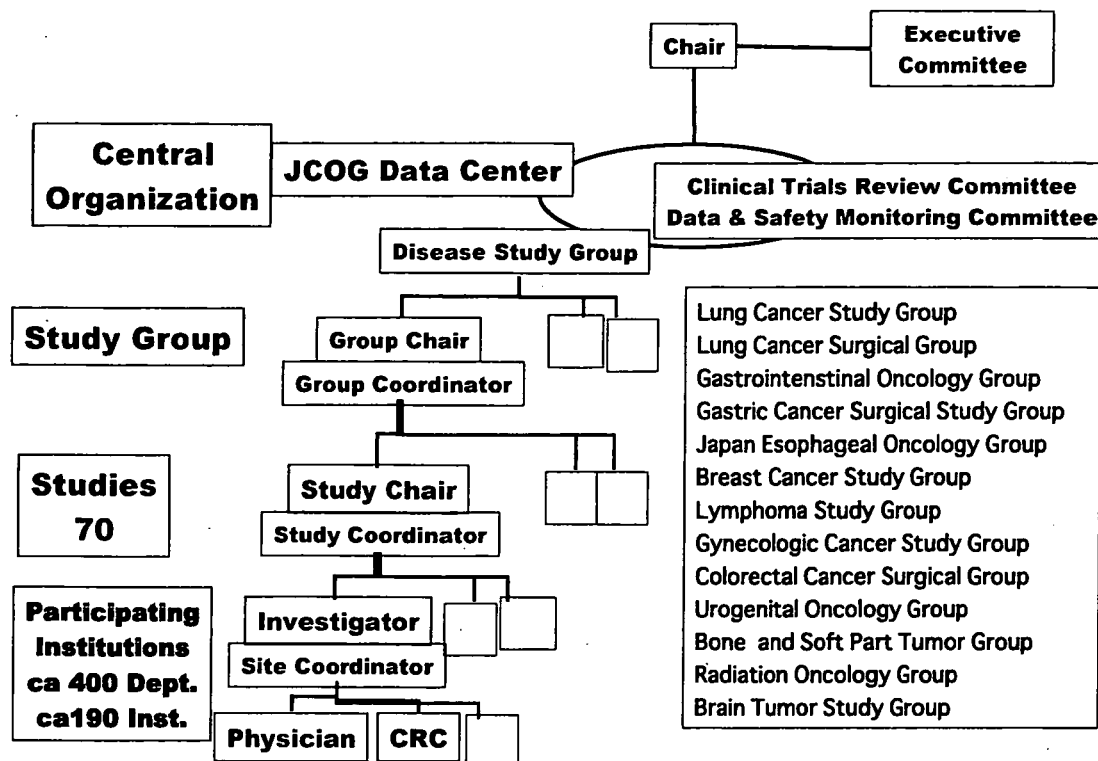 Chair
Executive
Committee
Central
Organization
JCOG Data Center
Clinical Trials Review Committee
Data & Safety Monitoring Committee
Disease Study Group
Study Group
Group Chair
Group Coordinator
Studies
70
Study Chair
Study Coordinator
Participating
Institutions
ca 400 Dept.
ca190 Inst.
Investigator
Site Coordinator
Physician
CRC
Lung Cancer Study Group
Lung Cancer Surgical Group
Gastrointenstinal Oncology Group
Gastric Cancer Surgical Study Group
Japan Esophageal Oncology Group
Breast Cancer Study Group
Lymphoma Study Group
Gynecologic Cancer Study Group
Colorectal Cancer Surgical Group
Urogenital Oncology Group
Bone and Soft Part Tumor Group
Radiation Oncology Group
Brain Tumor Study Group